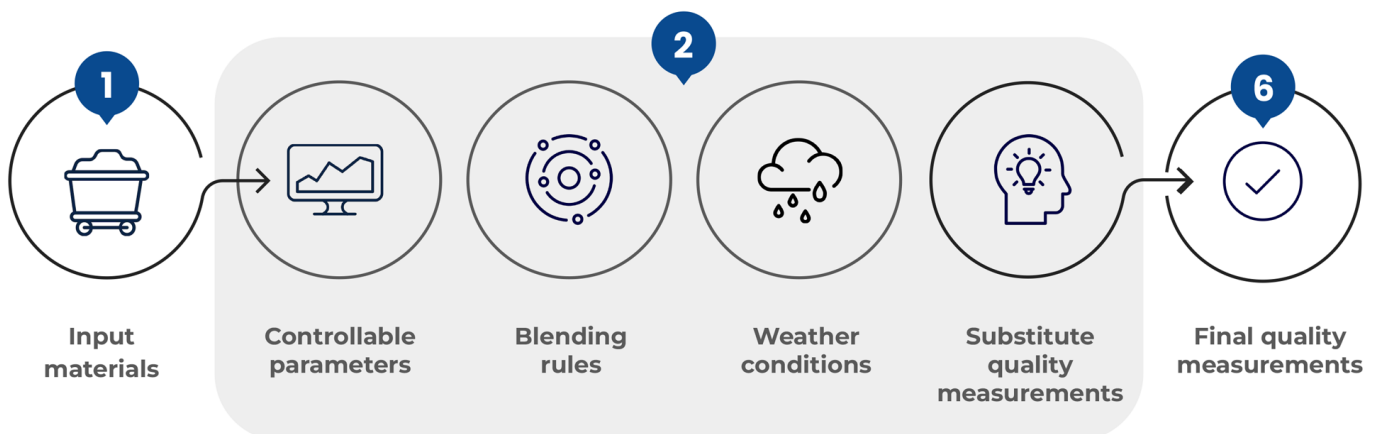 1
2
6
Input
materials
Controllable
parameters
Blending
rules
Weather
conditions
Substitute
quality
measurements
Final quality
measurements